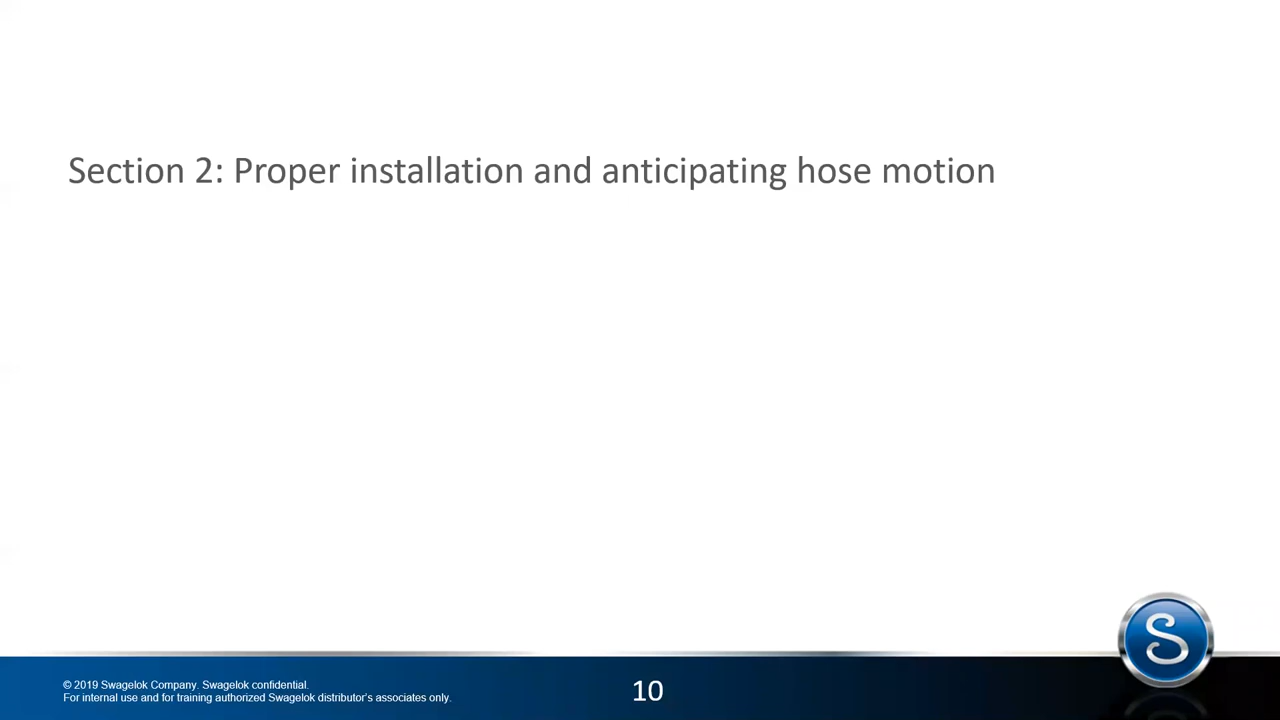 Section 2: Proper installation and anticipating hose motion
S
© 2019 Swagelok Company. Swagelok confidential.
For internal use and for training authorized Swagelok distributor's associates only.
10